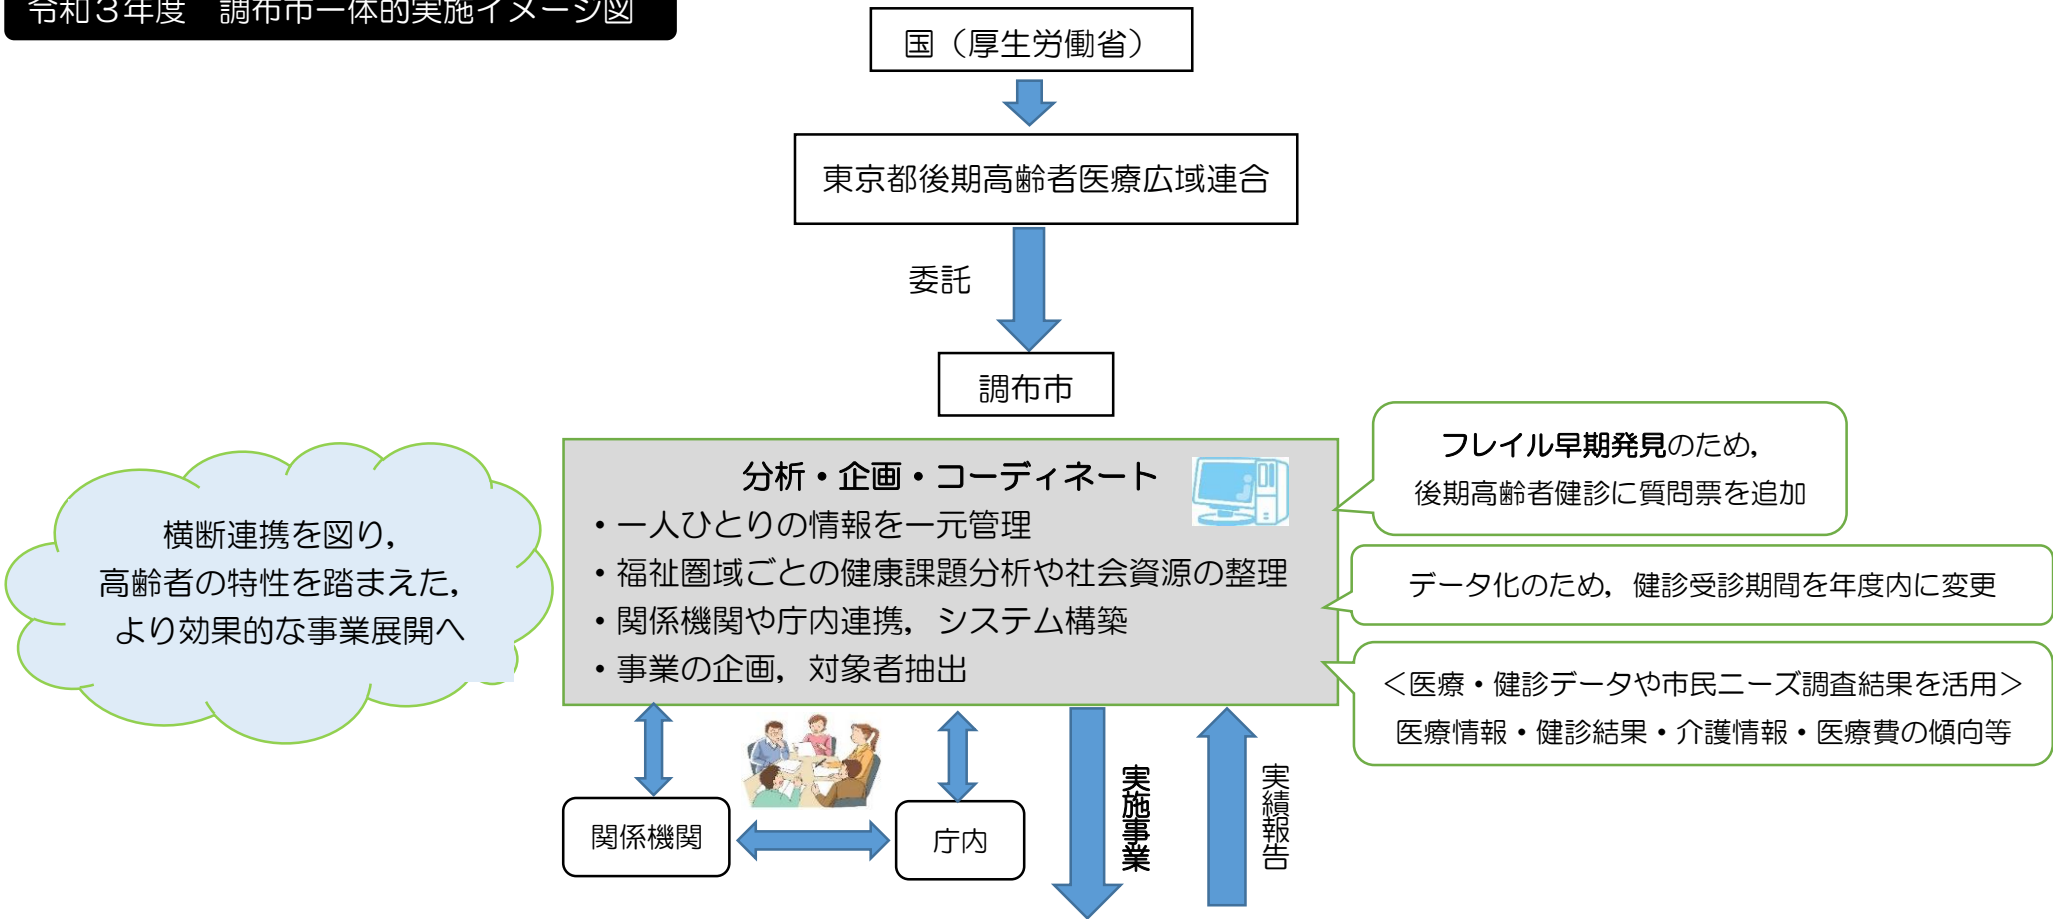 令和３年度　調布市一体的実施イメージ図
国（厚生労働省）
東京都後期高齢者医療広域連合
委託
調布市
分析・企画・コーディネート
・一人ひとりの情報を一元管理
・福祉圏域ごとの健康課題分析や社会資源の整理
・関係機関や庁内連携，システム構築
・事業の企画，対象者抽出
フレイル早期発見のため，
後期高齢者健診に質問票を追加
データ化のため，健診受診期間を年度内に変更
＜医療・健診データや市民ニーズ調査結果を活用＞
医療情報・健診結果・介護情報・医療費の傾向等
横断連携を図り，
高齢者の特性を踏まえた，
より効果的な事業展開へ
関係機関
庁内
実施事業
実績報告